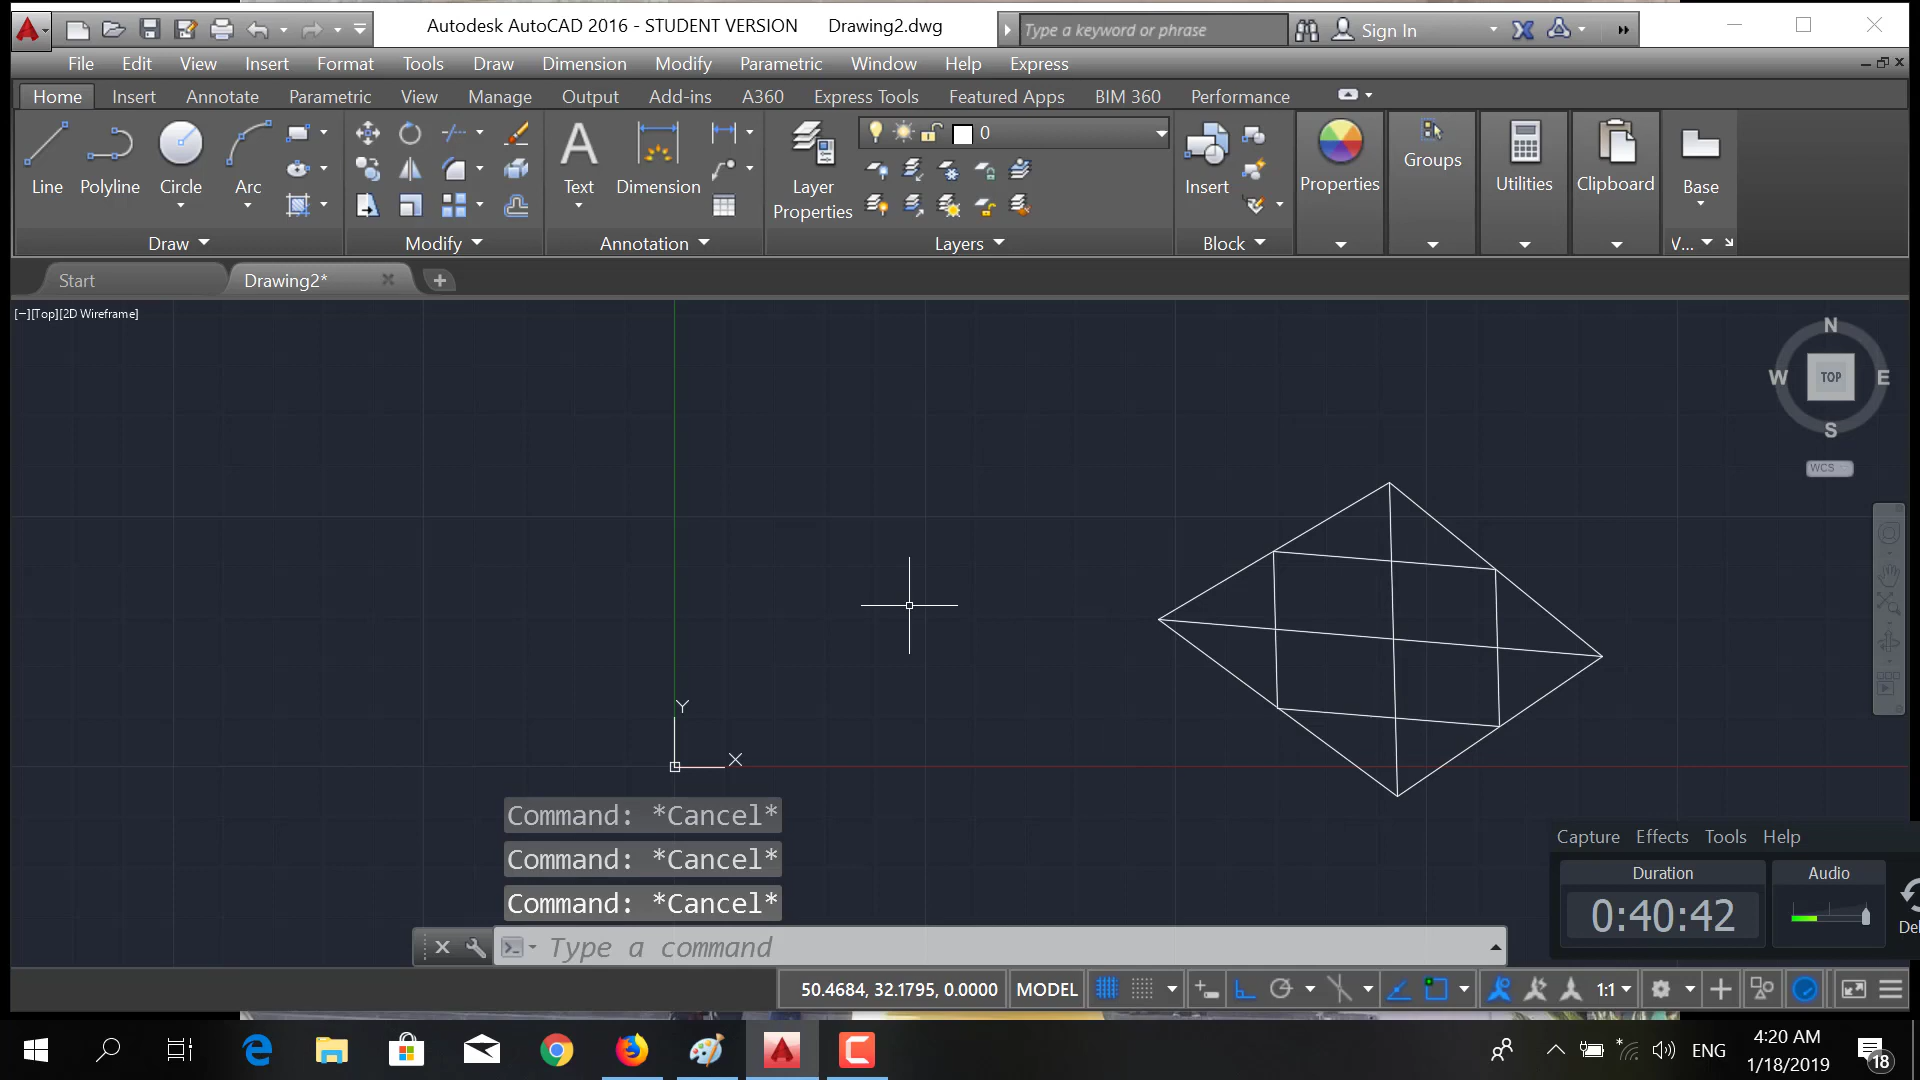 Autodesk AutoCAD 2016 - STUDENT VERSION Drawing2.dwg
Type a keyword or phrase
Sign In
File Edit View Insert Format Tools Draw Dimension Modify Parametric Window Help Express
Home Insert Annotate Parametric View Manage Output Add-ins A360 Express Tools Featured Apps BIM 360 Performance
0
Line Polyline Circle Arc
A
Text Dimension
Layer
Properties
Insert
Properties
Groups
Utilities
Clipboard
Base
Draw
Modify
Annotation
Layers
Block
V...
Start
Drawing2*
[−][Top][2D Wireframe]
N
W TOP E
S
WCS
Y
X
Command: *Cancel*
Command: *Cancel*
Command: *Cancel*
Type a command
Capture Effects Tools Help
Duration
0:40:42
Audio
50.4684, 32.1795, 0.0000
MODEL
1:1
ENG
4:20 AM
1/18/2019
18